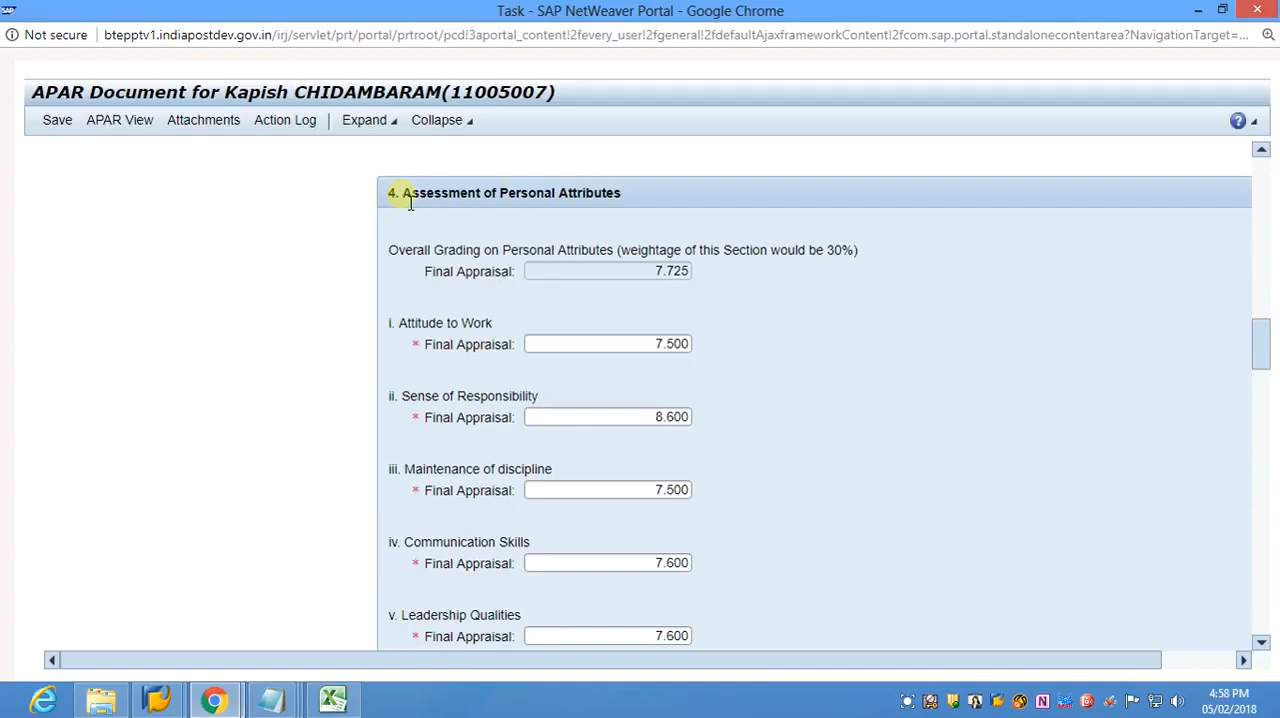 Task - SAP NetWeaver Portal - Google Chrome
Not secure | btepptv1.indiapostdev.gov.in/irj/servlet/prt/portal/prtroot/pcd!3aportal_content!2fevery_user!2fgeneral!2fdefaultAjaxframeworkContent!2fcom.sap.portal.standalonecontentarea?NavigationTarget=...
APAR Document for Kapish CHIDAMBARAM(11005007)
Save APAR View Attachments Action Log Expand Collapse
4. Assessment of Personal Attributes
Overall Grading on Personal Attributes (weightage of this Section would be 30%)
Final Appraisal: 7.725
i. Attitude to Work
* Final Appraisal: 7.500
ii. Sense of Responsibility
* Final Appraisal: 8.600
iii. Maintenance of discipline
* Final Appraisal: 7.500
iv. Communication Skills
* Final Appraisal: 7.600
v. Leadership Qualities
* Final Appraisal: 7.600
4:58 PM
05/02/2018